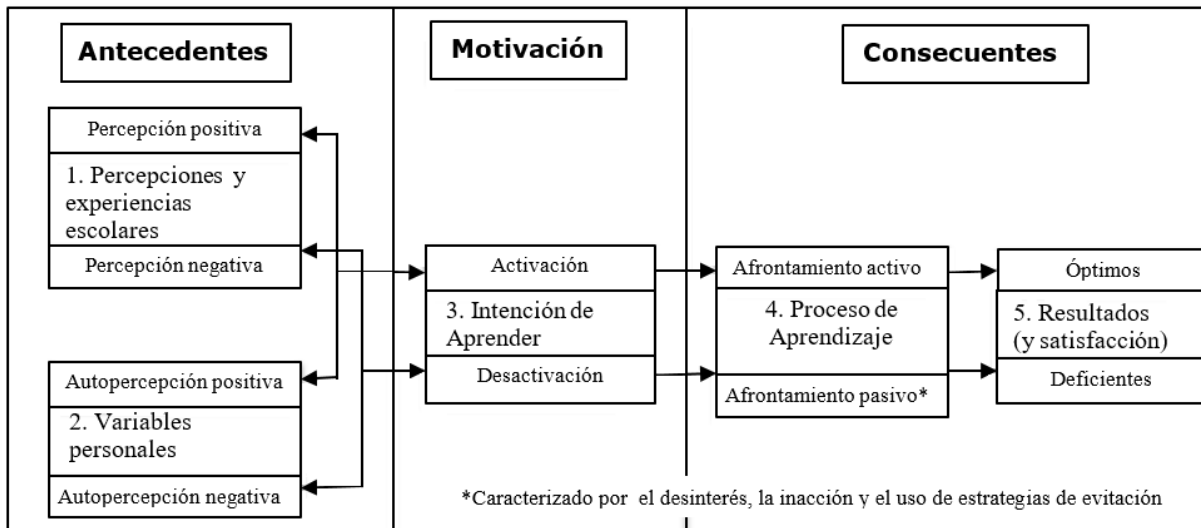 Antecedentes
Motivación
Consecuentes
Percepción positiva
1. Percepciones y
experiencias
escolares
Percepción negativa
Autopercepción positiva
2. Variables
personales
Autopercepción negativa
Activación
3. Intención de
Aprender
Desactivación
Afrontamiento activo
4. Proceso de
Aprendizaje
Afrontamiento pasivo*
Óptimos
5. Resultados
(y satisfacción)
Deficientes
*Caracterizado por el desinterés, la inacción y el uso de estrategias de evitación